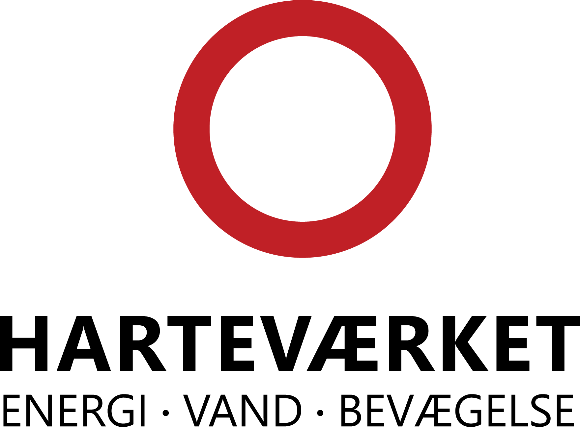 HARTEVÆRKET
ENERGI · VAND · BEVÆGELSE